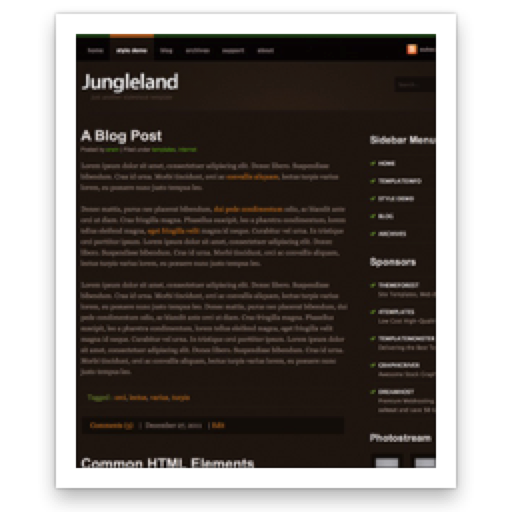 home style demo blog archives support about
Jungleland
A Blog Post
Posted by erwin | Filed under templates, internet
Lorem ipsum dolor sit amet, consectetuer adipiscing elit. Donec libero. Suspendisse
bibendum. Cras id urna. Morbi tincidunt, orci ac convallis aliquam, lectus turpis varius
lorem, eu posuere nunc justo tempus leo.
Donec mattis, purus nec placerat bibendum, dui pede condimentum odio, ac blandit ante
orci ut diam. Cras fringilla magna. Phasellus suscipit, leo a pharetra condimentum, lorem
tellus eleifend magna, eget fringilla velit magna id neque. Curabitur vel urna. In tristique
orci porttitor ipsum. Lorem ipsum dolor sit amet, consectetuer adipiscing elit. Donec
libero. Suspendisse bibendum. Cras id urna. Morbi tincidunt, orci ac convallis aliquam,
lectus turpis varius lorem, eu posuere nunc justo tempus leo.
Lorem ipsum dolor sit amet, consectetuer adipiscing elit. Donec libero. Suspendisse
bibendum. Cras id urna. Morbi tincidunt, orci ac convallis aliquam, lectus turpis varius
lorem, eu posuere nunc justo tempus leo. Donec mattis, purus nec placerat bibendum, dui
pede condimentum odio, ac blandit ante orci ut diam. Cras fringilla magna. Phasellus
suscipit, leo a pharetra condimentum, lorem tellus eleifend magna, eget fringilla velit
magna id neque. Curabitur vel urna. In tristique orci porttitor ipsum. Lorem ipsum dolor
sit amet, consectetuer adipiscing elit. Donec libero. Suspendisse bibendum. Cras id urna.
Morbi tincidunt, orci ac convallis aliquam, lectus turpis varius lorem, eu posuere nunc
justo tempus leo.
Tagged : orci, lectus, varius, turpis
Comments (3) | December 27, 2011 | Edit
Common HTML Elements
Sidebar Menu
HOME
TEMPLATEINFO
STYLE DEMO
BLOG
ARCHIVES
Sponsors
THEMEFOREST
Site Templates, Web
4TEMPLATES
Low Cost High-Quality
TEMPLATEMONSTER
Delivering the Best
GRAPHICRIVER
Awesome Stock
DREAMHOST
Premium Webhosting
Photostream